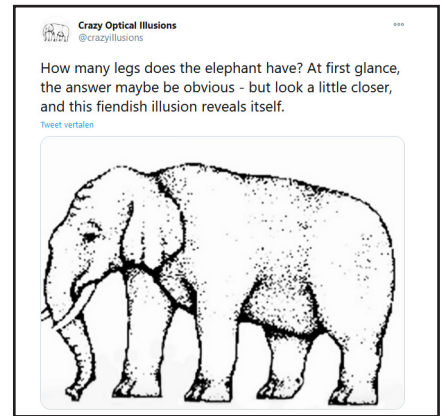 Crazy Optical Illusions
@crazyillusions
How many legs does the elephant have? At first glance,
the answer maybe be obvious - but look a little closer,
and this fiendish illusion reveals itself.
Tweet vertalen